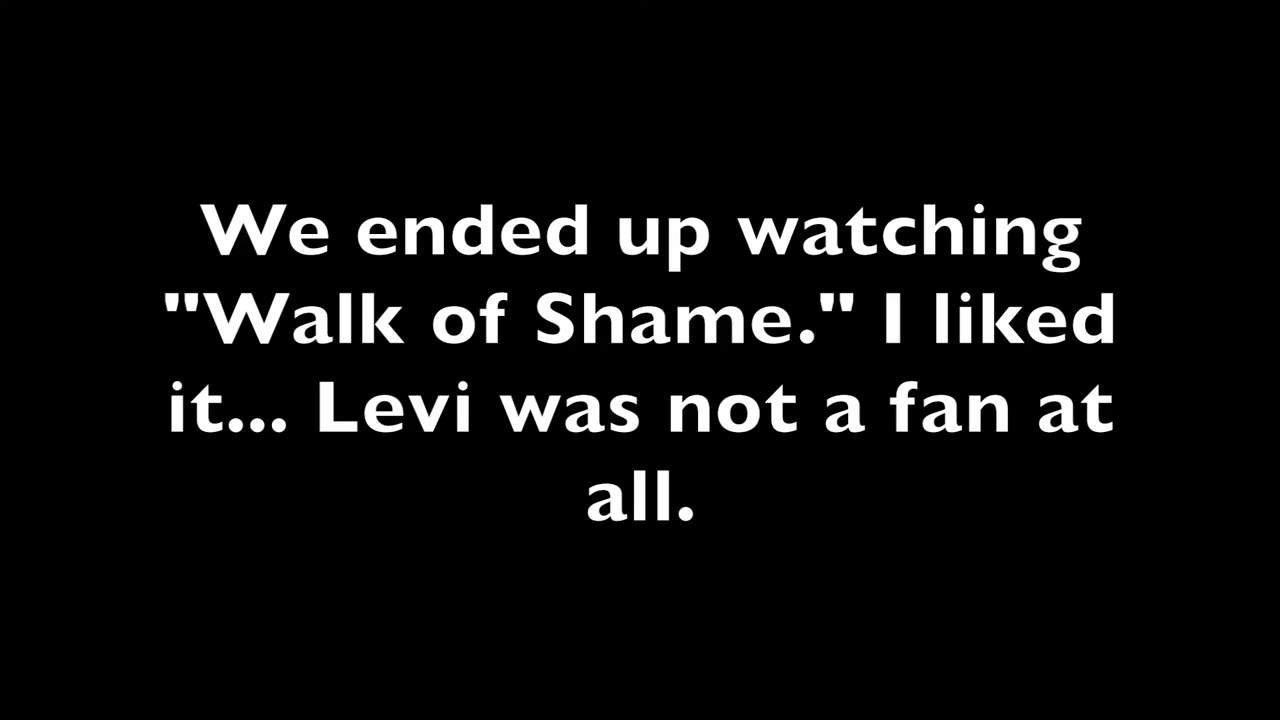 We ended up watching
"Walk of Shame." I liked
it... Levi was not a fan at
all.